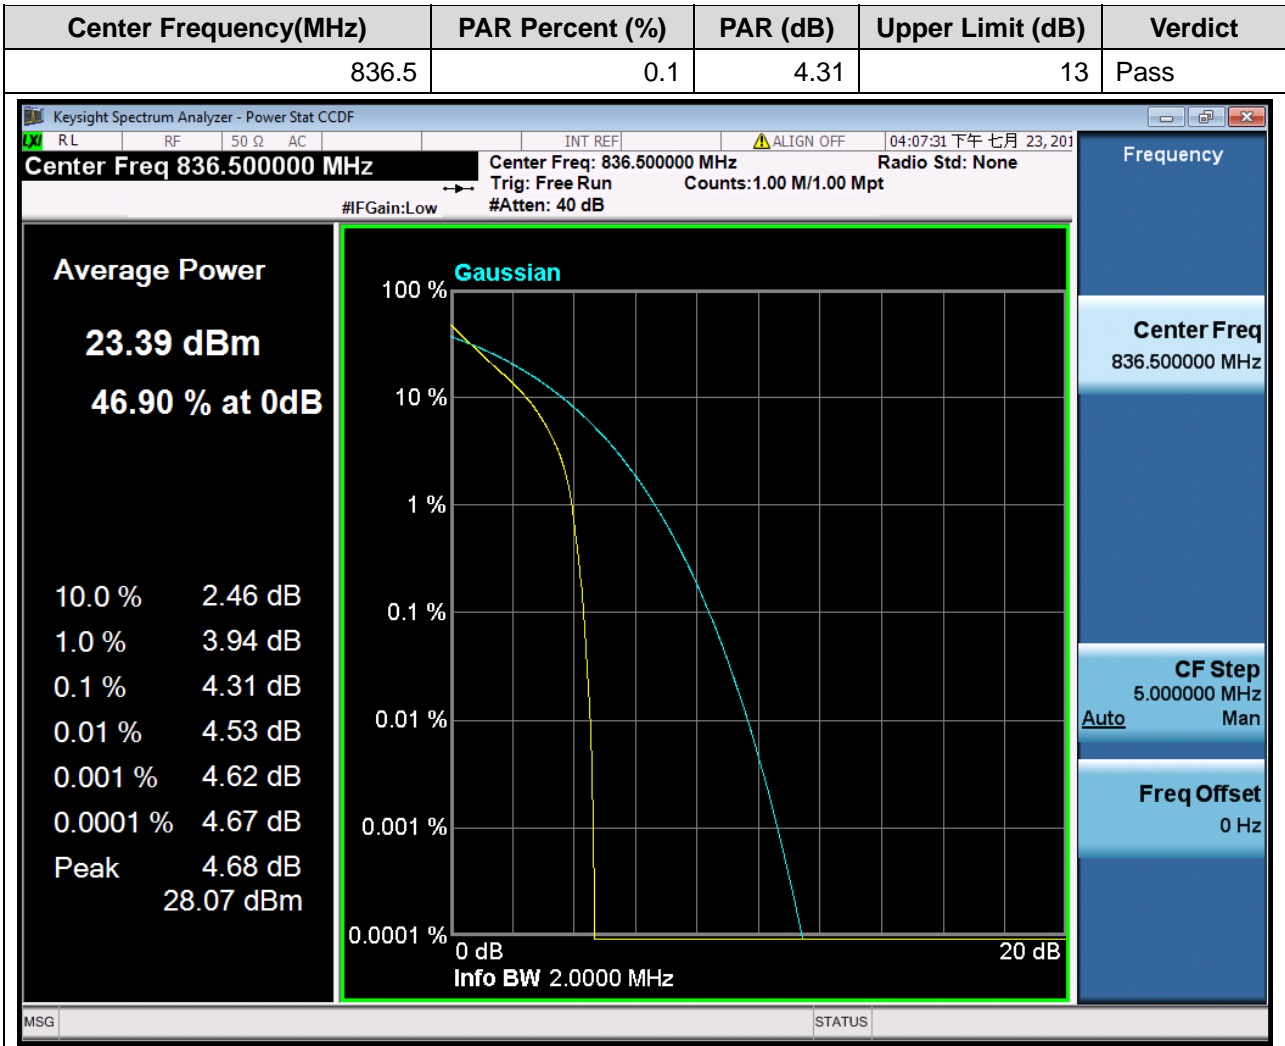 Center Frequency(MHz) PAR Percent (%) PAR (dB) Upper Limit (dB) Verdict
836.5 0.1 4.31 13 Pass
Keysight Spectrum Analyzer - Power Stat CCDF
LXI RL RF 50 Ω AC INT REF ALIGN OFF 04:07:31 下午 七月 23, 201
Center Freq 836.500000 MHz
Center Freq: 836.500000 MHz Radio Std: None
Trig: Free Run Counts:1.00 M/1.00 Mpt
#IFGain:Low #Atten: 40 dB
Frequency
Average Power
23.39 dBm
46.90 % at 0dB
10.0 % 2.46 dB
1.0 % 3.94 dB
0.1 % 4.31 dB
0.01 % 4.53 dB
0.001 % 4.62 dB
0.0001 % 4.67 dB
Peak 4.68 dB
28.07 dBm
Gaussian
100 %
10 %
1 %
0.1 %
0.01 %
0.001 %
0.0001 %
0 dB 20 dB
Info BW 2.0000 MHz
Center Freq
836.500000 MHz
CF Step
5.000000 MHz
Auto Man
Freq Offset
0 Hz
MSG STATUS